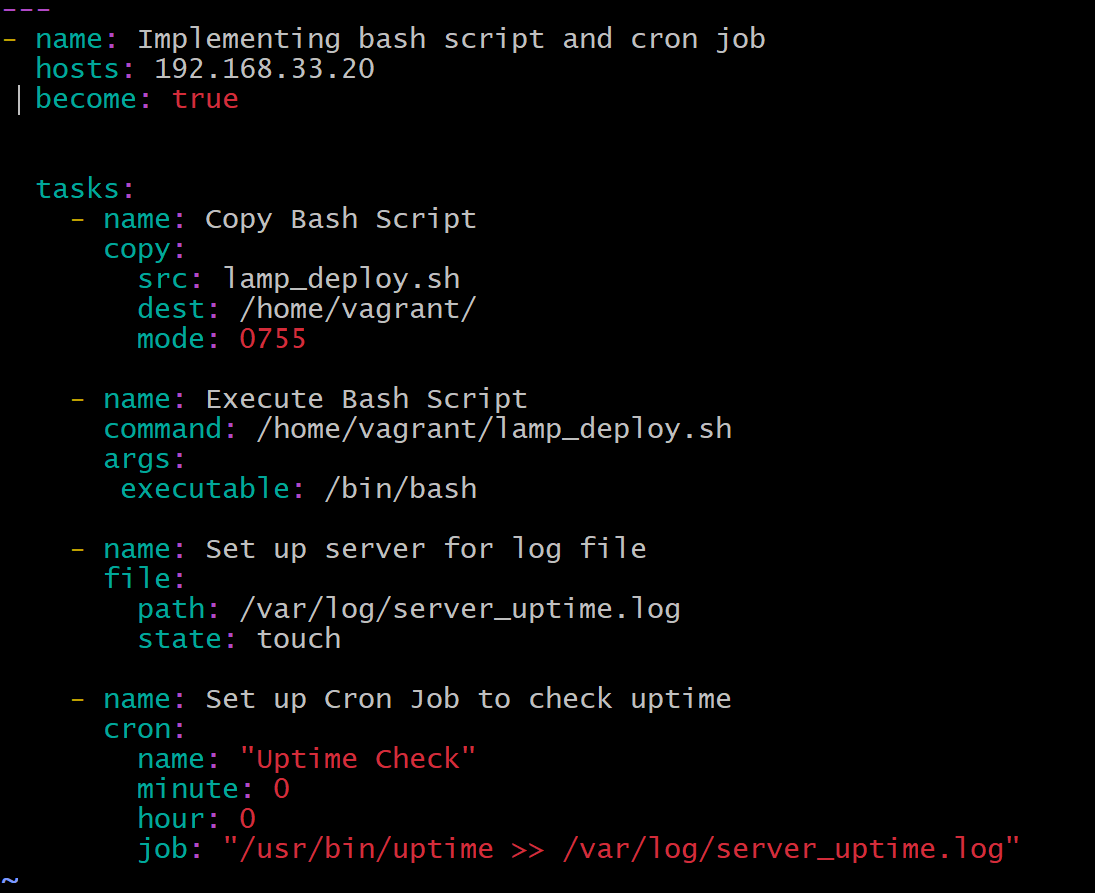 ---
- name: Implementing bash script and cron job
  hosts: 192.168.33.20
  become: true
  tasks:
    - name: Copy Bash Script
      copy:
        src: lamp_deploy.sh
        dest: /home/vagrant/
        mode: 0755
    - name: Execute Bash Script
      command: /home/vagrant/lamp_deploy.sh
      args:
       executable: /bin/bash
    - name: Set up server for log file
      file:
        path: /var/log/server_uptime.log
        state: touch
    - name: Set up Cron Job to check uptime
      cron:
        name: "Uptime Check"
        minute: 0
        hour: 0
        job: "/usr/bin/uptime >> /var/log/server_uptime.log"
~